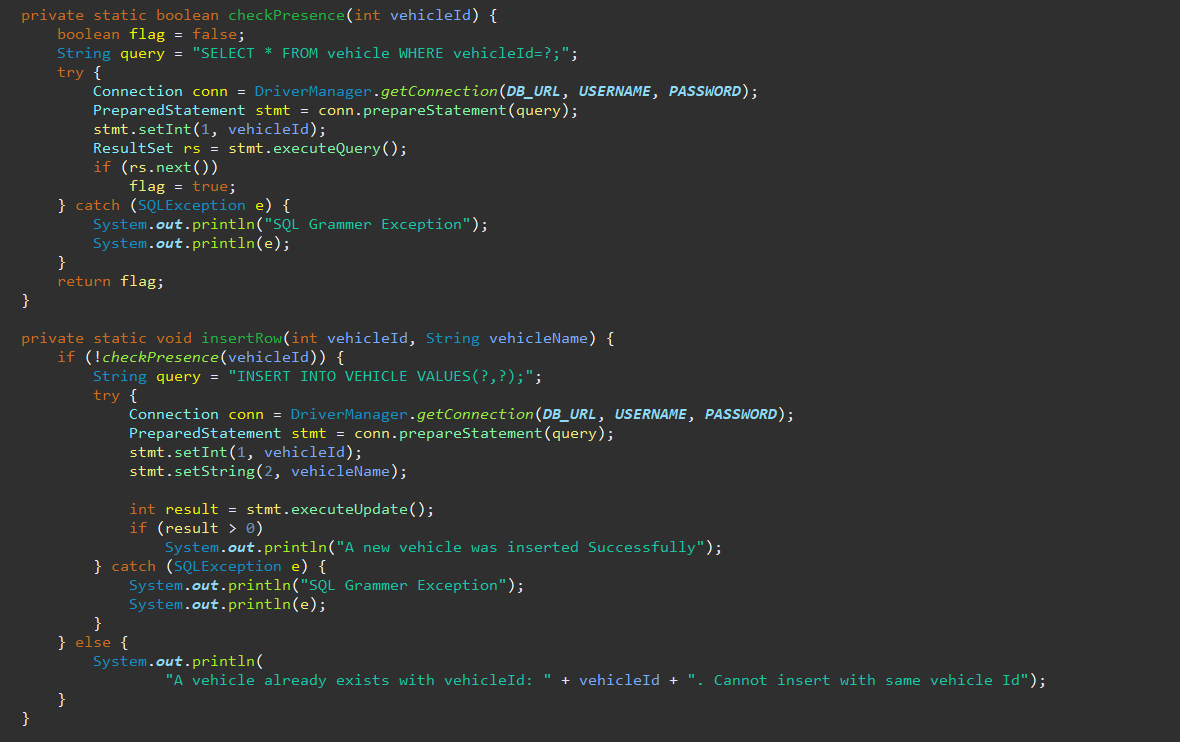 private static boolean checkPresence(int vehicleId) {
    boolean flag = false;
    String query = "SELECT * FROM vehicle WHERE vehicleId=?;";
    try {
        Connection conn = DriverManager.getConnection(DB_URL, USERNAME, PASSWORD);
        PreparedStatement stmt = conn.prepareStatement(query);
        stmt.setInt(1, vehicleId);
        ResultSet rs = stmt.executeQuery();
        if (rs.next())
            flag = true;
    } catch (SQLException e) {
        System.out.println("SQL Grammer Exception");
        System.out.println(e);
    }
    return flag;
}

private static void insertRow(int vehicleId, String vehicleName) {
    if (!checkPresence(vehicleId)) {
        String query = "INSERT INTO VEHICLE VALUES(?,?);";
        try {
            Connection conn = DriverManager.getConnection(DB_URL, USERNAME, PASSWORD);
            PreparedStatement stmt = conn.prepareStatement(query);
            stmt.setInt(1, vehicleId);
            stmt.setString(2, vehicleName);

            int result = stmt.executeUpdate();
            if (result > 0)
                System.out.println("A new vehicle was inserted Successfully");
        } catch (SQLException e) {
            System.out.println("SQL Grammer Exception");
            System.out.println(e);
        }
    } else {
        System.out.println(
                "A vehicle already exists with vehicleId: " + vehicleId + ". Cannot insert with same vehicle Id");
    }
}